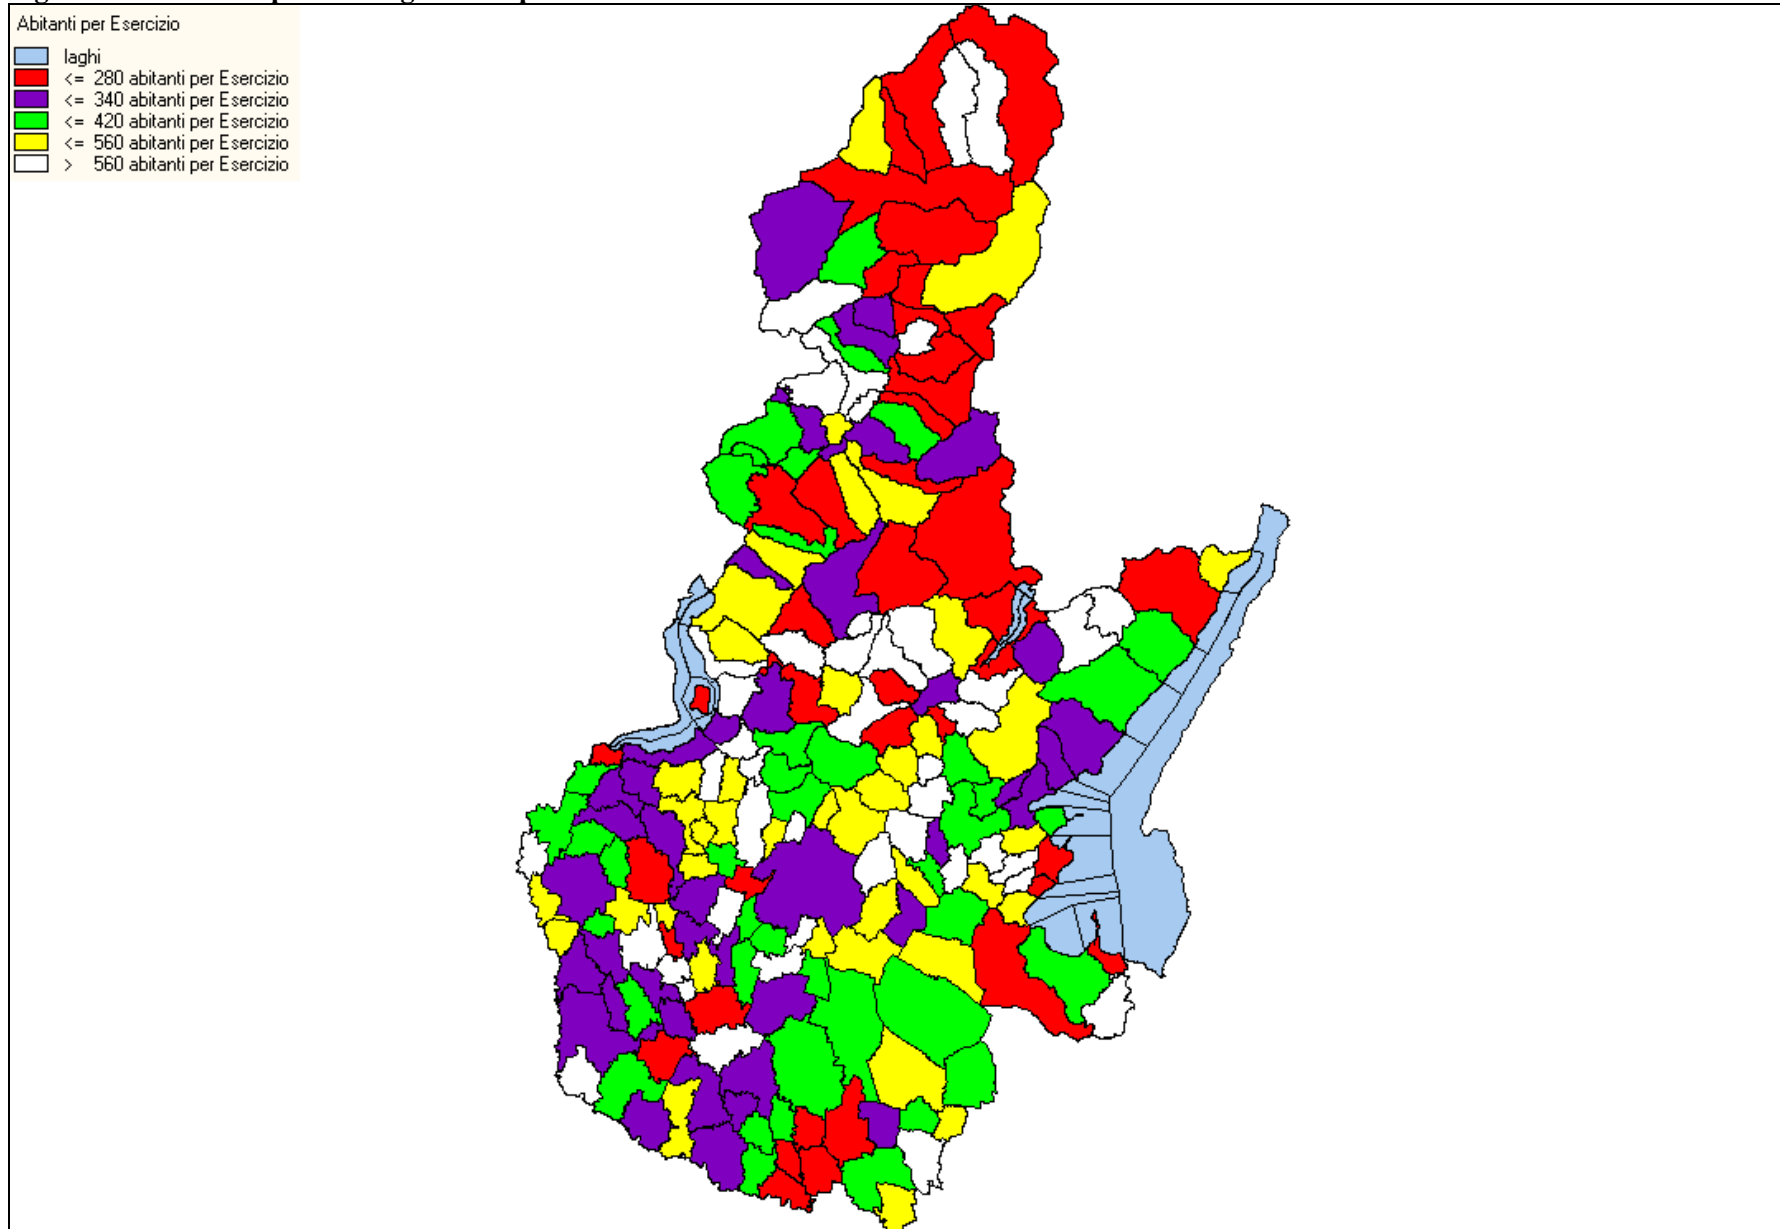 Abitanti per Esercizio
laghi
<= 280 abitanti per Esercizio
<= 340 abitanti per Esercizio
<= 420 abitanti per Esercizio
<= 560 abitanti per Esercizio
> 560 abitanti per Esercizio